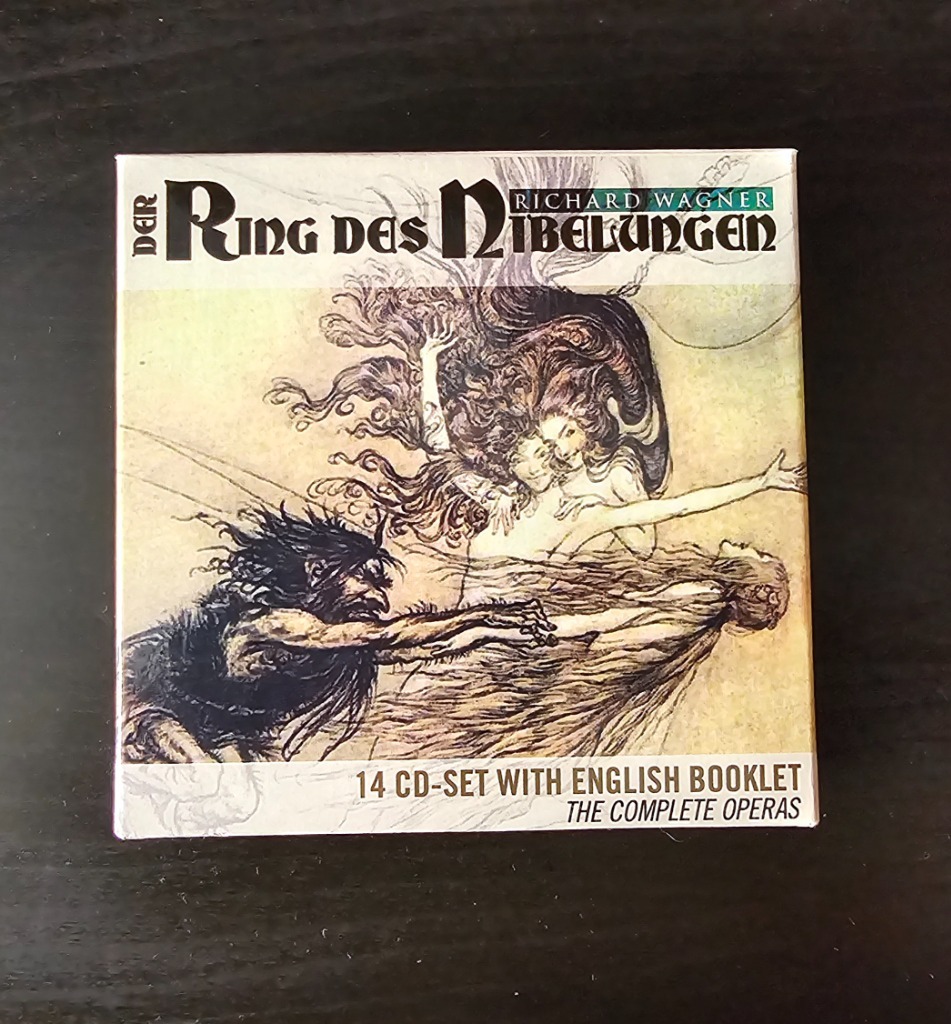 RICHARD WAGNER
DER RING DES NIBELUNGEN
14 CD-SET WITH ENGLISH BOOKLET
THE COMPLETE OPERAS